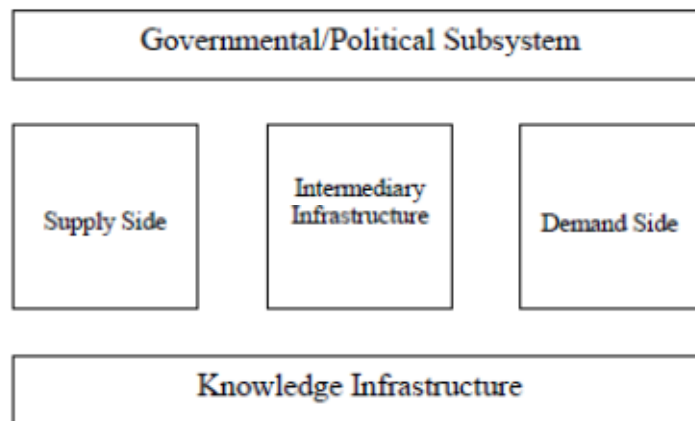 Governmental/Political Subsystem
Supply Side
Intermediary
Infrastructure
Demand Side
Knowledge Infrastructure